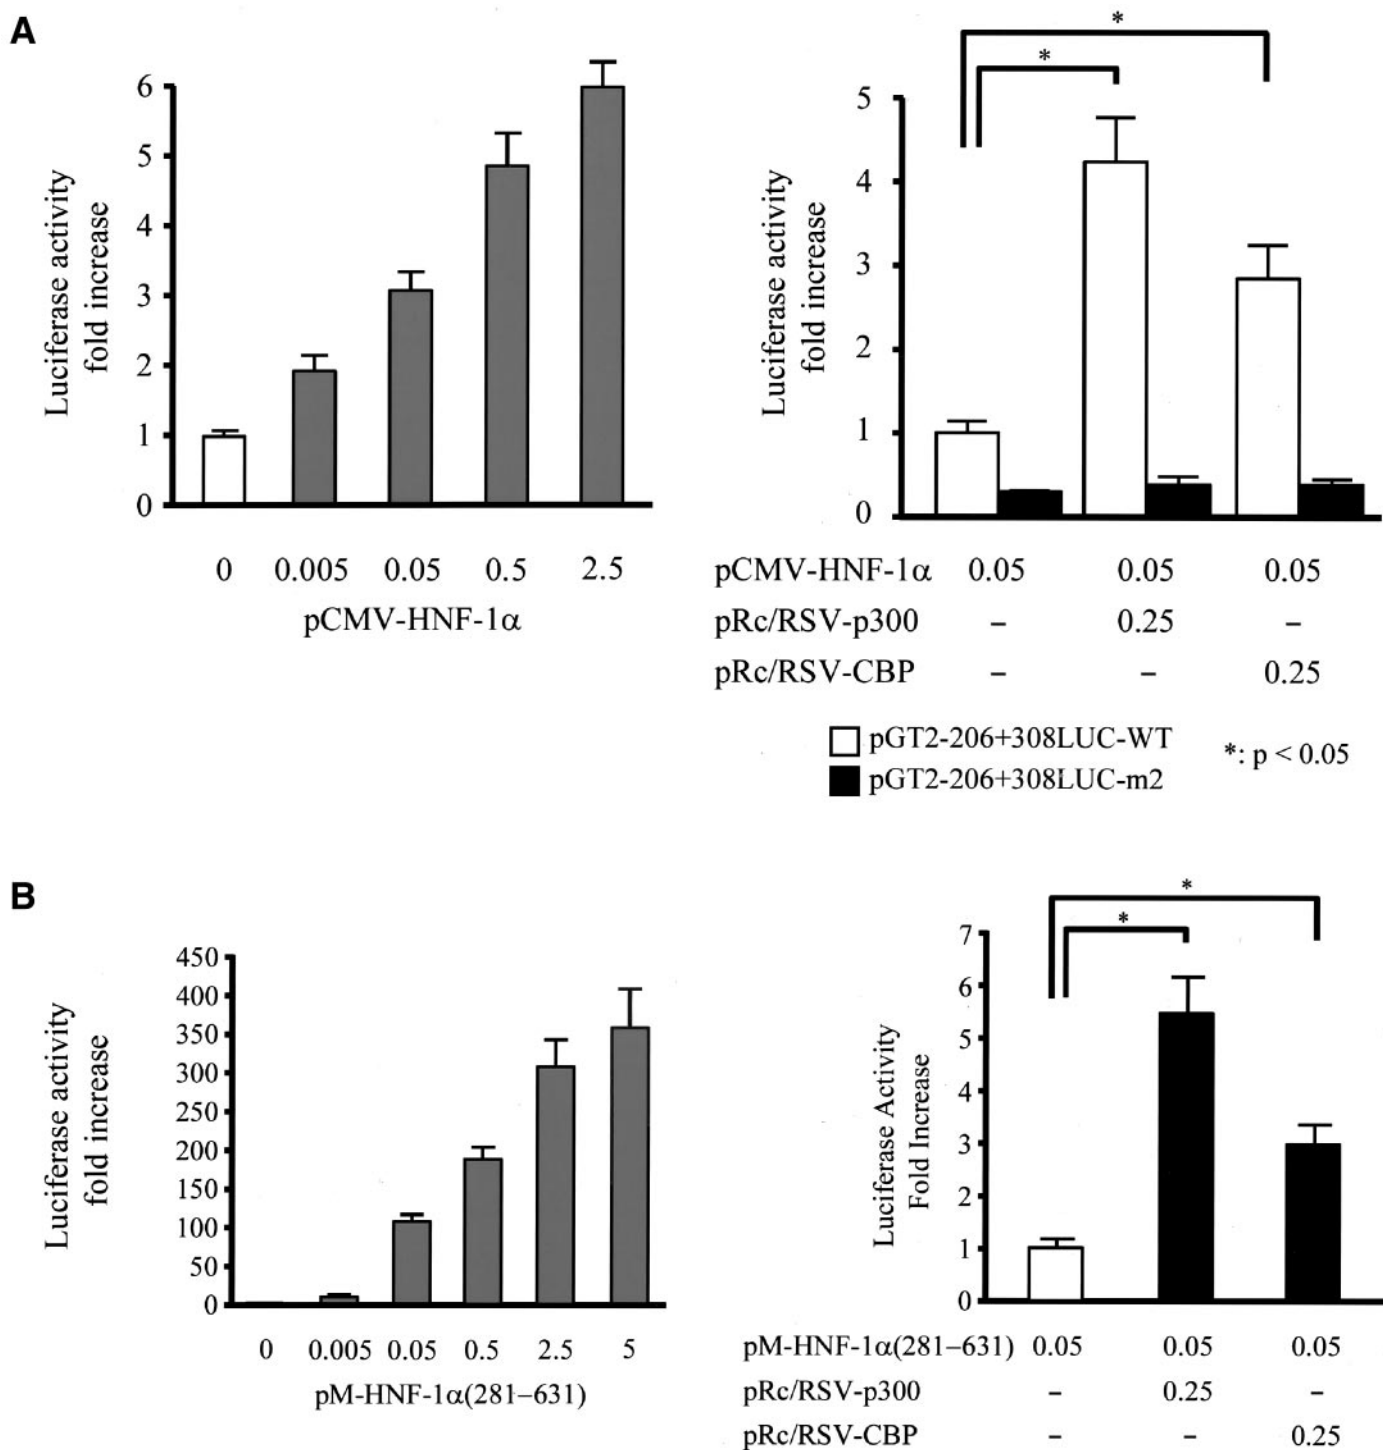 A
Luciferase activity
fold increase
6
5
4
3
2
1
0
0 0.005 0.05 0.5 2.5
pCMV-HNF-1α
*
*
Luciferase activity
fold increase
5
4
3
2
1
0
pCMV-HNF-1α 0.05 0.05 0.05
pRc/RSV-p300 – 0.25 –
pRc/RSV-CBP – – 0.25
pGT2-206+308LUC-WT
pGT2-206+308LUC-m2
*: p < 0.05
B
Luciferase activity
fold increase
450
400
350
300
250
200
150
100
50
0
0 0.005 0.05 0.5 2.5 5
pM-HNF-1α(281–631)
*
*
Luciferase Activity
Fold Increase
7
6
5
4
3
2
1
0
pM-HNF-1α(281–631) 0.05 0.05 0.05
pRc/RSV-p300 – 0.25 –
pRc/RSV-CBP – – 0.25